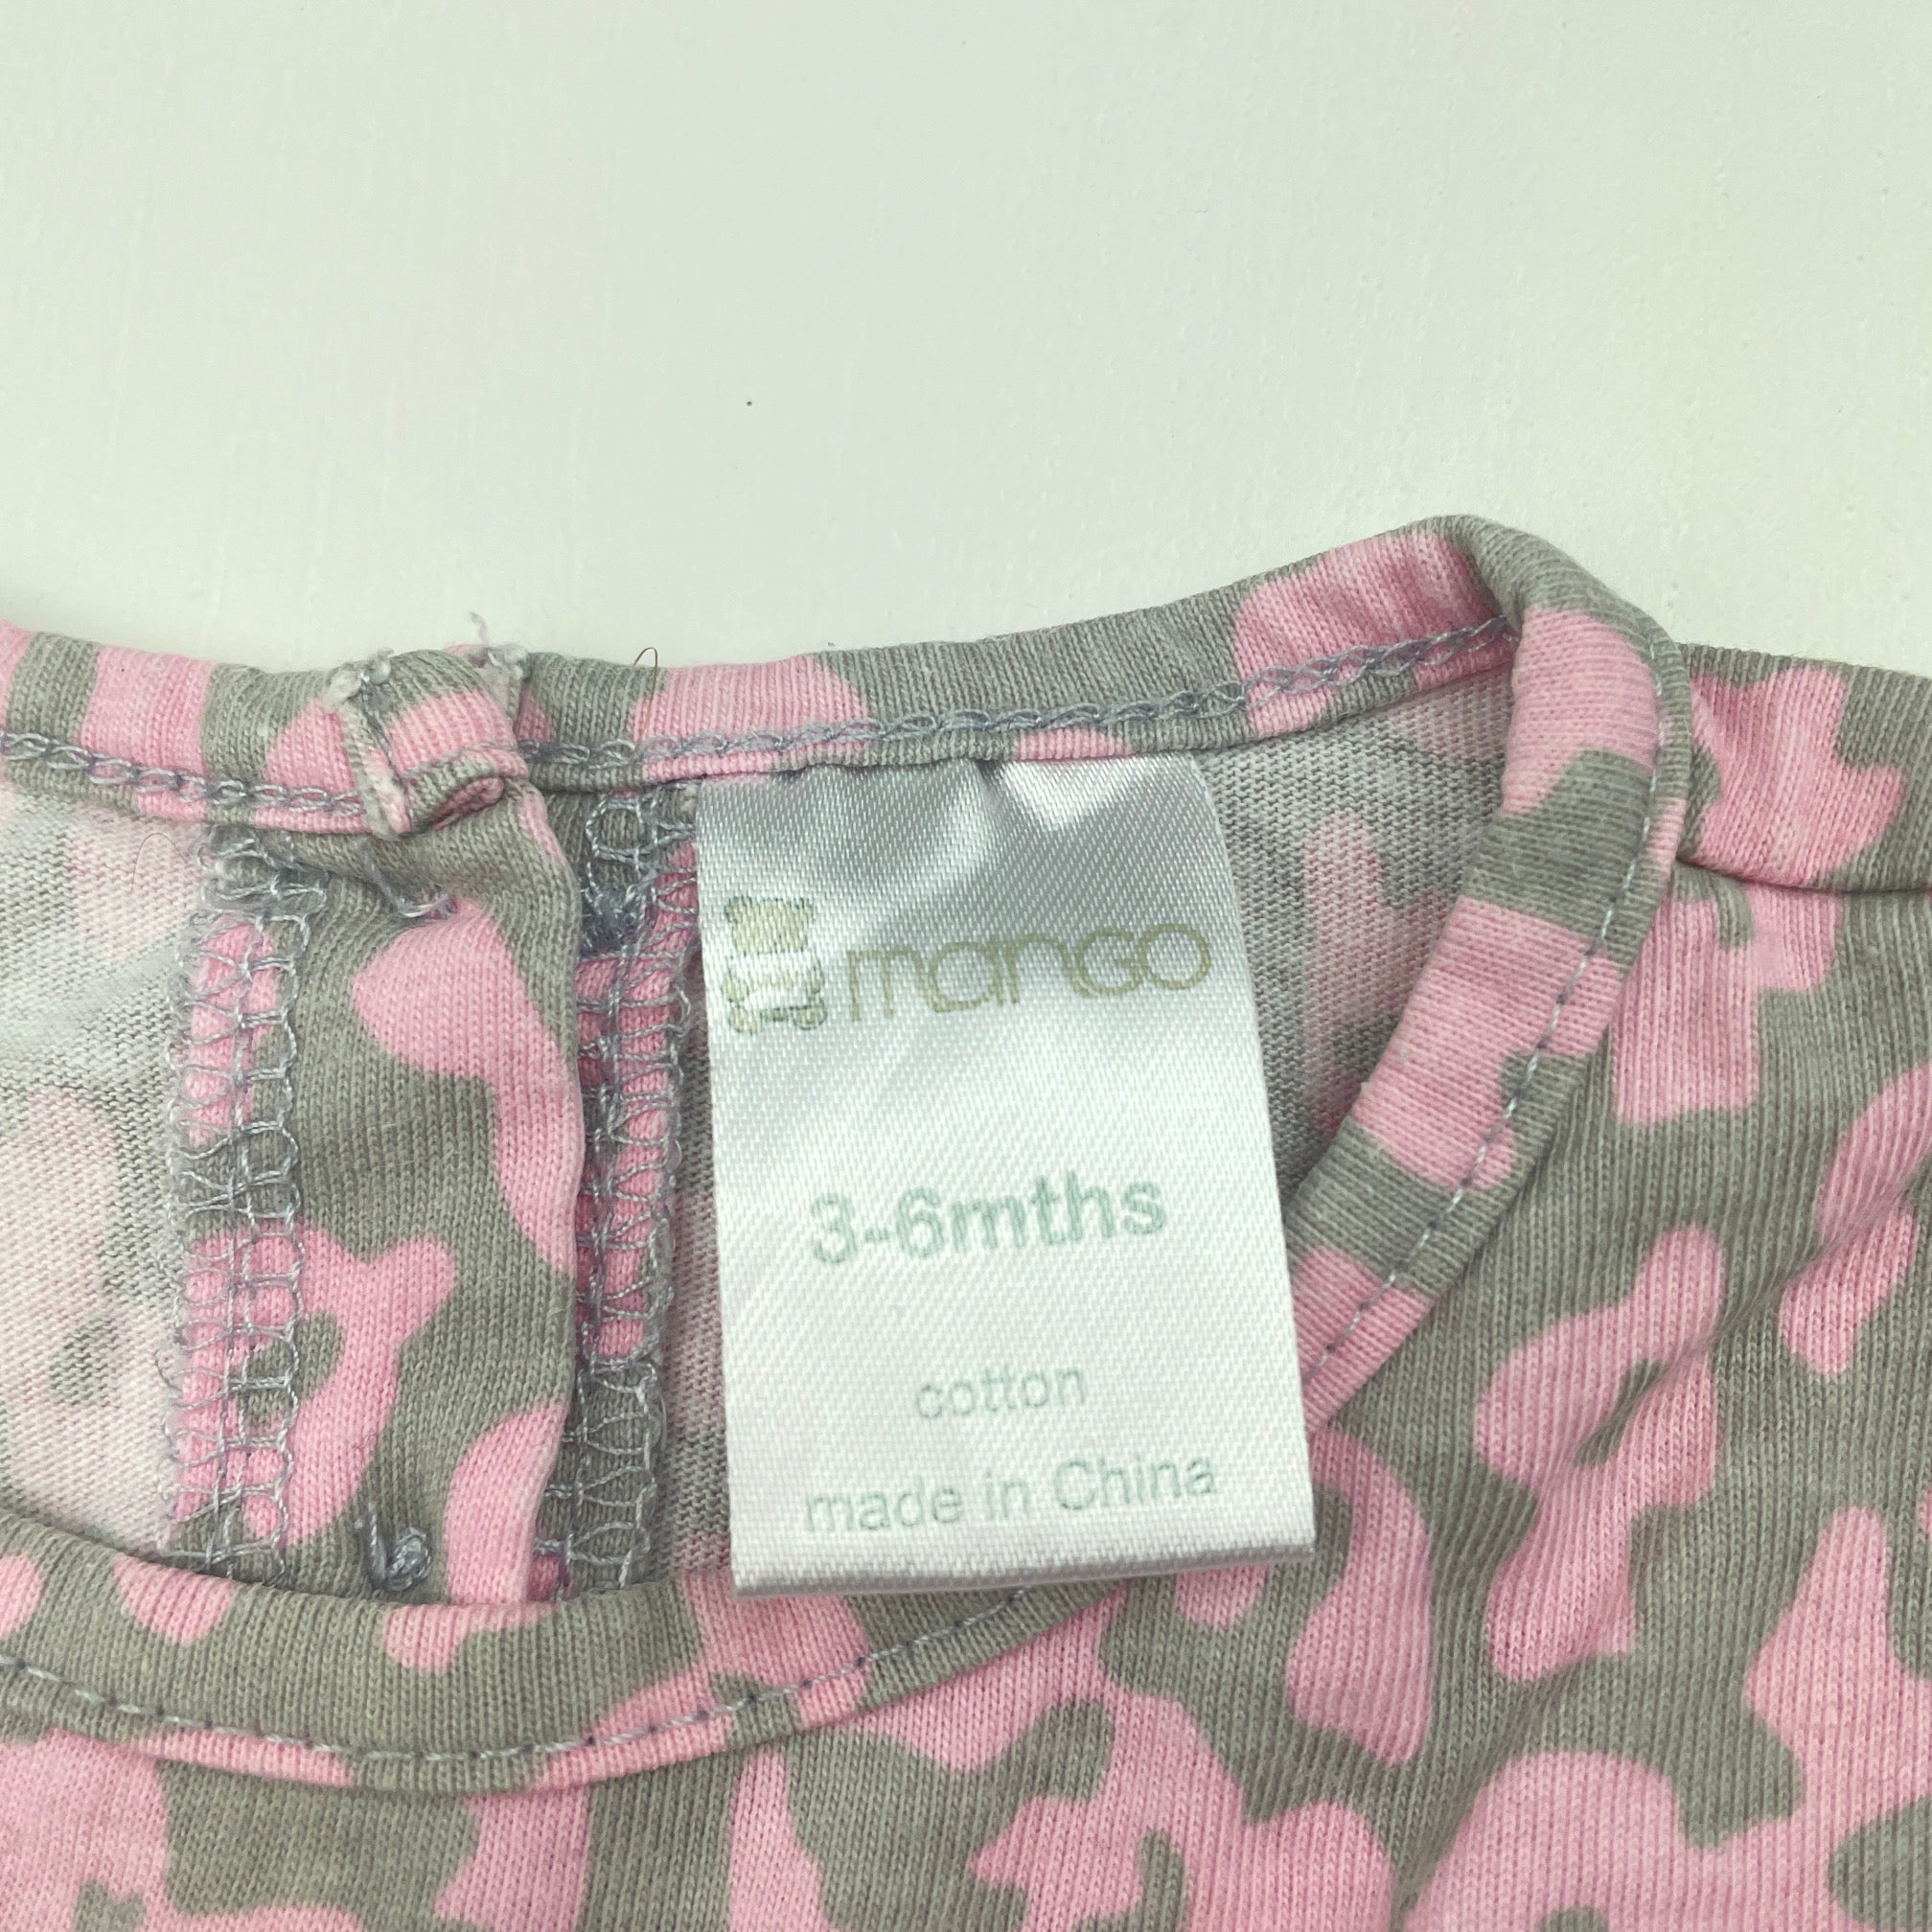 mango
3-6mths
cotton
made in China